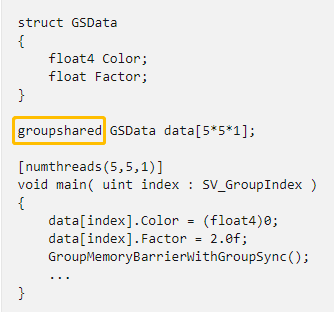 struct GSData
{
    float4 Color;
    float Factor;
}
groupshared GSData data[5*5*1];
[numthreads(5,5,1)]
void main( uint index : SV_GroupIndex )
{
    data[index].Color = (float4)0;
    data[index].Factor = 2.0f;
    GroupMemoryBarrierWithGroupSync();
    ...
}